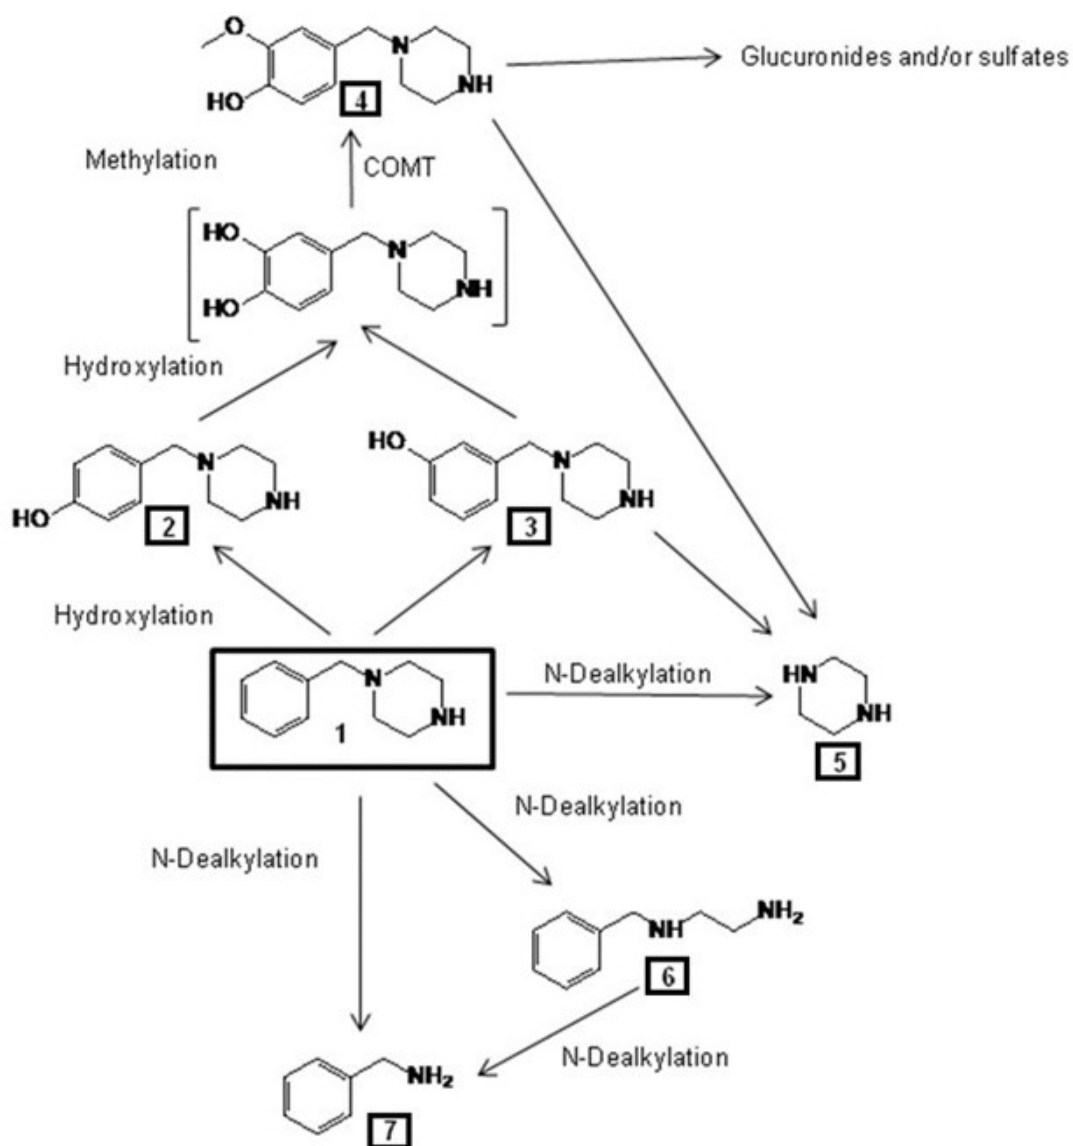 O
N
NH
HO
4
Glucuronides and/or sulfates
Methylation
COMT
HO
N
NH
HO
Hydroxylation
HO
N
NH
HO
2
N
NH
3
Hydroxylation
N
NH
1
N-Dealkylation
HN
NH
5
N-Dealkylation
N-Dealkylation
NH2
NH
6
N-Dealkylation
NH2
7